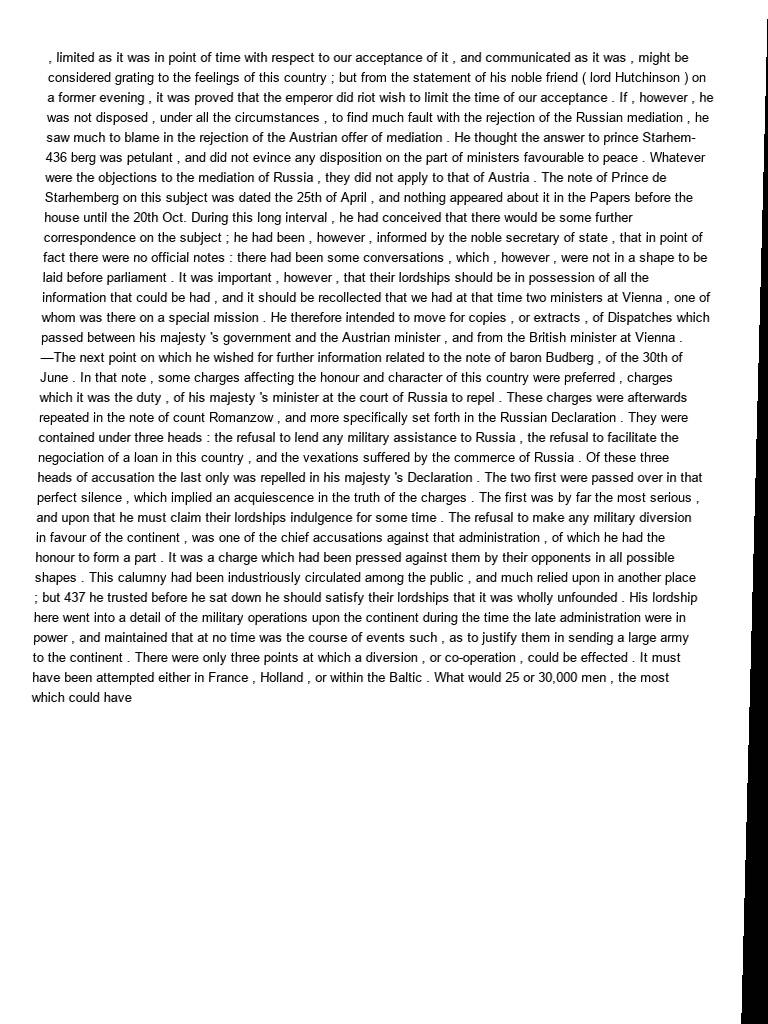 , limited as it was in point of time with respect to our acceptance of it , and communicated as it was , might be
considered grating to the feelings of this country ; but from the statement of his noble friend ( lord Hutchinson ) on
a former evening , it was proved that the emperor did riot wish to limit the time of our acceptance . If , however , he
was not disposed , under all the circumstances , to find much fault with the rejection of the Russian mediation , he
saw much to blame in the rejection of the Austrian offer of mediation . He thought the answer to prince Starhem-
436 berg was petulant , and did not evince any disposition on the part of ministers favourable to peace . Whatever
were the objections to the mediation of Russia , they did not apply to that of Austria . The note of Prince de
Starhemberg on this subject was dated the 25th of April , and nothing appeared about it in the Papers before the
house until the 20th Oct. During this long interval , he had conceived that there would be some further
correspondence on the subject ; he had been , however , informed by the noble secretary of state , that in point of
fact there were no official notes : there had been some conversations , which , however , were not in a shape to be
laid before parliament . It was important , however , that their lordships should be in possession of all the
information that could be had , and it should be recollected that we had at that time two ministers at Vienna , one of
whom was there on a special mission . He therefore intended to move for copies , or extracts , of Dispatches which
passed between his majesty 's government and the Austrian minister , and from the British minister at Vienna .
—The next point on which he wished for further information related to the note of baron Budberg , of the 30th of
June . In that note , some charges affecting the honour and character of this country were preferred , charges
which it was the duty , of his majesty 's minister at the court of Russia to repel . These charges were afterwards
repeated in the note of count Romanzow , and more specifically set forth in the Russian Declaration . They were
contained under three heads : the refusal to lend any military assistance to Russia , the refusal to facilitate the
negociation of a loan in this country , and the vexations suffered by the commerce of Russia . Of these three
heads of accusation the last only was repelled in his majesty 's Declaration . The two first were passed over in that
perfect silence , which implied an acquiescence in the truth of the charges . The first was by far the most serious ,
and upon that he must claim their lordships indulgence for some time . The refusal to make any military diversion
in favour of the continent , was one of the chief accusations against that administration , of which he had the
honour to form a part . It was a charge which had been pressed against them by their opponents in all possible
shapes . This calumny had been industriously circulated among the public , and much relied upon in another place
; but 437 he trusted before he sat down he should satisfy their lordships that it was wholly unfounded . His lordship
here went into a detail of the military operations upon the continent during the time the late administration were in
power , and maintained that at no time was the course of events such , as to justify them in sending a large army
to the continent . There were only three points at which a diversion , or co-operation , could be effected . It must
have been attempted either in France , Holland , or within the Baltic . What would 25 or 30,000 men , the most
which could have